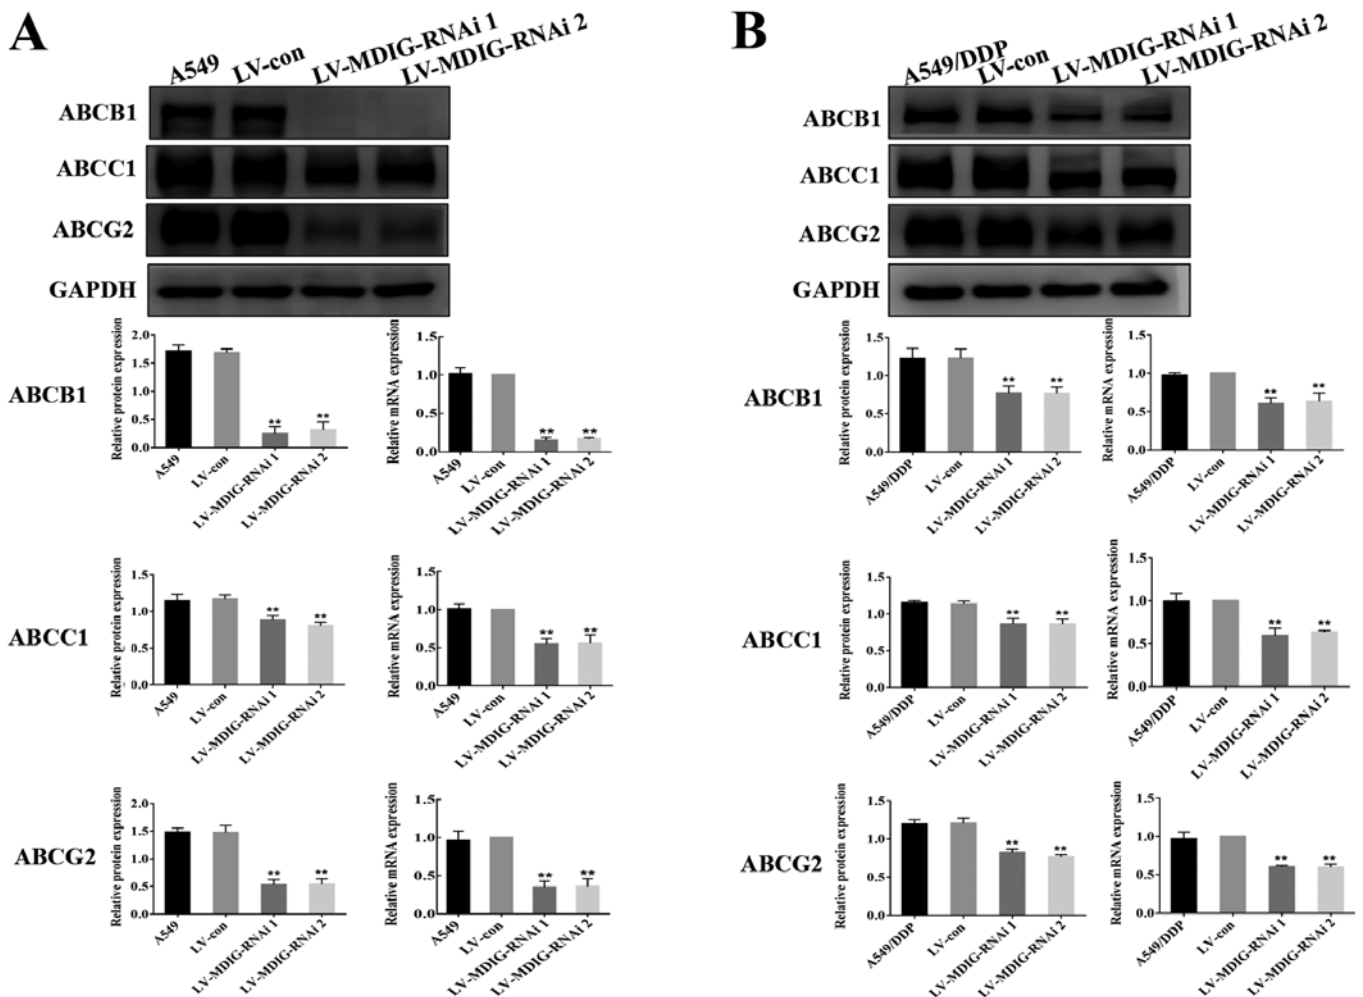 A
A549 LV-con LV-MDIG-RNAi 1 LV-MDIG-RNAi 2
ABCB1
ABCC1
ABCG2
GAPDH
ABCB1
Relative protein expression
2.0
1.5
1.0
0.5
0.0
** **
A549 LV-con LV-MDIG-RNAi 1 LV-MDIG-RNAi 2
Relative mRNA expression
1.5
1.0
0.5
0.0
** **
A549 LV-con LV-MDIG-RNAi 1 LV-MDIG-RNAi 2
ABCC1
Relative protein expression
1.5
1.0
0.5
0.0
** **
A549 LV-con LV-MDIG-RNAi 1 LV-MDIG-RNAi 2
Relative mRNA expression
1.5
1.0
0.5
0.0
** **
A549 LV-con LV-MDIG-RNAi 1 LV-MDIG-RNAi 2
ABCG2
Relative protein expression
2.0
1.5
1.0
0.5
0.0
** **
A549 LV-con LV-MDIG-RNAi 1 LV-MDIG-RNAi 2
Relative mRNA expression
1.5
1.0
0.5
0.0
** **
A549 LV-con LV-MDIG-RNAi 1 LV-MDIG-RNAi 2
B
A549/DDP LV-con LV-MDIG-RNAi 1 LV-MDIG-RNAi 2
ABCB1
ABCC1
ABCG2
GAPDH
ABCB1
Relative protein expression
1.5
1.0
0.5
0.0
** **
A549/DDP LV-con LV-MDIG-RNAi 1 LV-MDIG-RNAi 2
Relative mRNA expression
1.5
1.0
0.5
0.0
** **
A549/DDP LV-con LV-MDIG-RNAi 1 LV-MDIG-RNAi 2
ABCC1
Relative protein expression
1.5
1.0
0.5
0.0
** **
A549/DDP LV-con LV-MDIG-RNAi 1 LV-MDIG-RNAi 2
Relative mRNA expression
1.5
1.0
0.5
0.0
** **
A549/DDP LV-con LV-MDIG-RNAi 1 LV-MDIG-RNAi 2
ABCG2
Relative protein expression
1.5
1.0
0.5
0.0
** **
A549/DDP LV-con LV-MDIG-RNAi 1 LV-MDIG-RNAi 2
Relative mRNA expression
1.5
1.0
0.5
0.0
** **
A549/DDP LV-con LV-MDIG-RNAi 1 LV-MDIG-RNAi 2